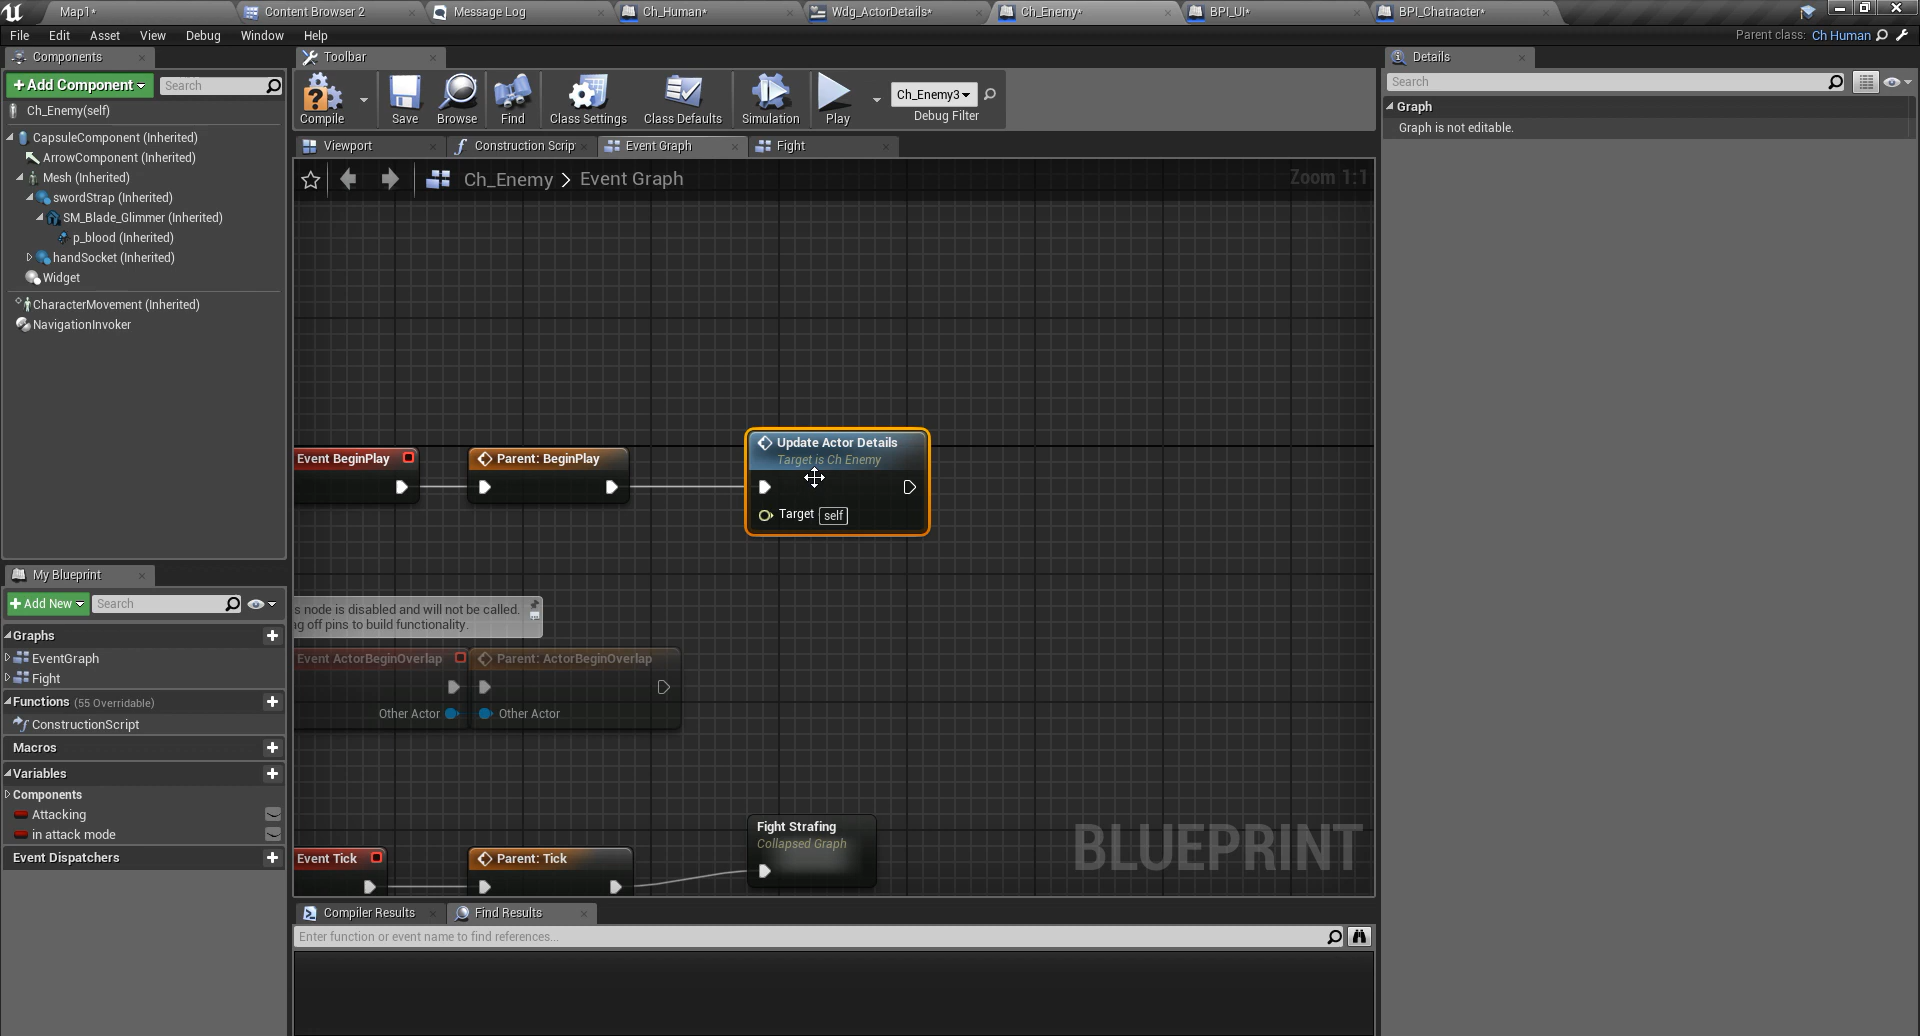 Map1*
Content Browser 2
Message Log
Ch_Human*
Wdg_ActorDetails*
Ch_Enemy*
BPI_UI*
BPI_Chatracter*
File Edit Asset View Debug Window Help
Parent class: Ch Human
Components
+Add Component
Search
Ch_Enemy(self)
CapsuleComponent (Inherited)
ArrowComponent (Inherited)
Mesh (Inherited)
swordStrap (Inherited)
SM_Blade_Glimmer (Inherited)
p_blood (Inherited)
handSocket (Inherited)
Widget
CharacterMovement (Inherited)
NavigationInvoker
My Blueprint
+Add New
Search
Graphs
EventGraph
Fight
Functions (55 Overridable)
ConstructionScript
Macros
Variables
Components
Attacking
in attack mode
Event Dispatchers
Toolbar
Compile
Save
Browse
Find
Class Settings
Class Defaults
Simulation
Play
Ch_Enemy3
Debug Filter
Viewport
Construction Scrip
Event Graph
Fight
Ch_Enemy > Event Graph
Zoom 1:1
Event BeginPlay
Parent: BeginPlay
Update Actor Details
Target is Ch Enemy
Target self
s node is disabled and will not be called.
ag off pins to build functionality.
Event ActorBeginOverlap
Parent: ActorBeginOverlap
Other Actor
Other Actor
Event Tick
Parent: Tick
Fight Strafing
Collapsed Graph
BLUEPRINT
Compiler Results
Find Results
Enter function or event name to find references...
Details
Search
Graph
Graph is not editable.